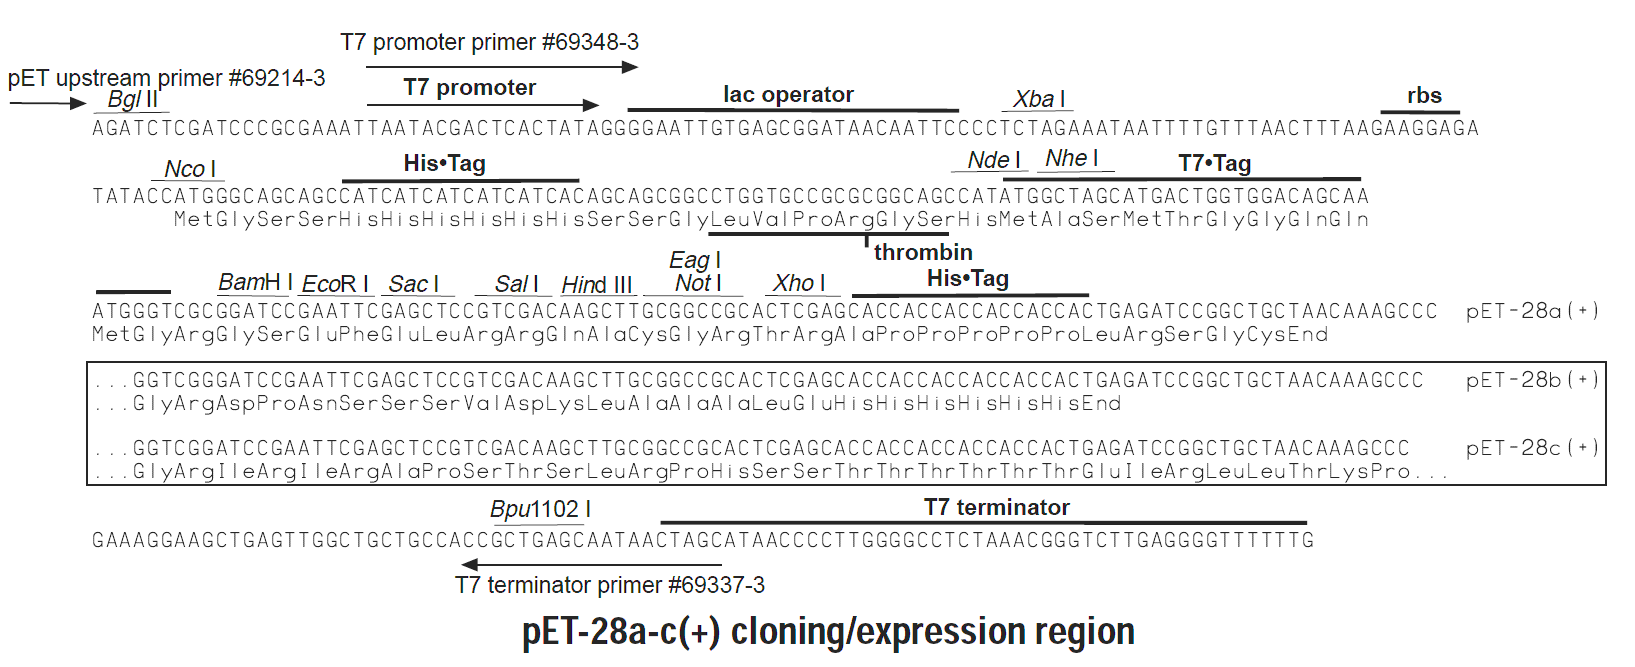 T7 promoter primer #69348-3
pET upstream primer #69214-3
Bgl II
T7 promoter
lac operator
Xba I
rbs
AGATCTCGATCCCGCGAAATTAATACGACTCACTATAGGGGAATTGTGAGCGGATAACAATTCCCCTCTAGAAATAATTTTGTTTAACTTTAAGAAGGAGA
Nco I
His•Tag
Nde I
Nhe I
T7•Tag
TATACCATGGGCAGCAGCCATCATCATCATCATCACAGCAGCGGCCTGGTGCCGCGCGGCAGCCATATGGCTAGCATGACTGGTGGACAGCAA
MetGlySerSerHisHisHisHisHisHisSerSerGlyLeuValProArgGlySerHisMetAlaSerMetThrGlyGlyGlnGln
thrombin
BamH I
EcoR I
Sac I
Sal I
Hind III
Eag I
Not I
Xho I
His•Tag
ATGGGTCGCGGATCCGAATTCGAGCTCCGTCGACAAGCTTGCGGCCGCACTCGAGCACCACCACCACCACCACTGAGATCCGGCTGCTAACAAAGCCC pET-28a(+)
MetGlyArgGlySerGluPheGluLeuArgArgGlnAlaCysGlyArgThrArgAlaProProProProProLeuArgSerGlyCysEnd
...GGTCGGGATCCGAATTCGAGCTCCGTCGACAAGCTTGCGGCCGCACTCGAGCACCACCACCACCACCACTGAGATCCGGCTGCTAACAAAGCCC pET-28b(+)
...GlyArgAspProAsnSerSerSerValAspLysLeuAlaAlaAlaLeuGluHisHisHisHisHisHisEnd
...GGTCGGATCCGAATTCGAGCTCCGTCGACAAGCTTGCGGCCGCACTCGAGCACCACCACCACCACCACTGAGATCCGGCTGCTAACAAAGCCC pET-28c(+)
...GlyArgIleArgIleArgAlaProSerThrSerLeuArgProHisSerSerThrThrThrThrThrThrGluIleArgLeuLeuThrLysPro...
Bpu1102 I
T7 terminator
GAAAGGAAGCTGAGTTGGCTGCTGCCACCGCTGAGCAATAACTAGCATAACCCCTTGGGGCCTCTAAACGGGTCTTGAGGGGTTTTTTG
T7 terminator primer #69337-3
pET-28a-c(+) cloning/expression region